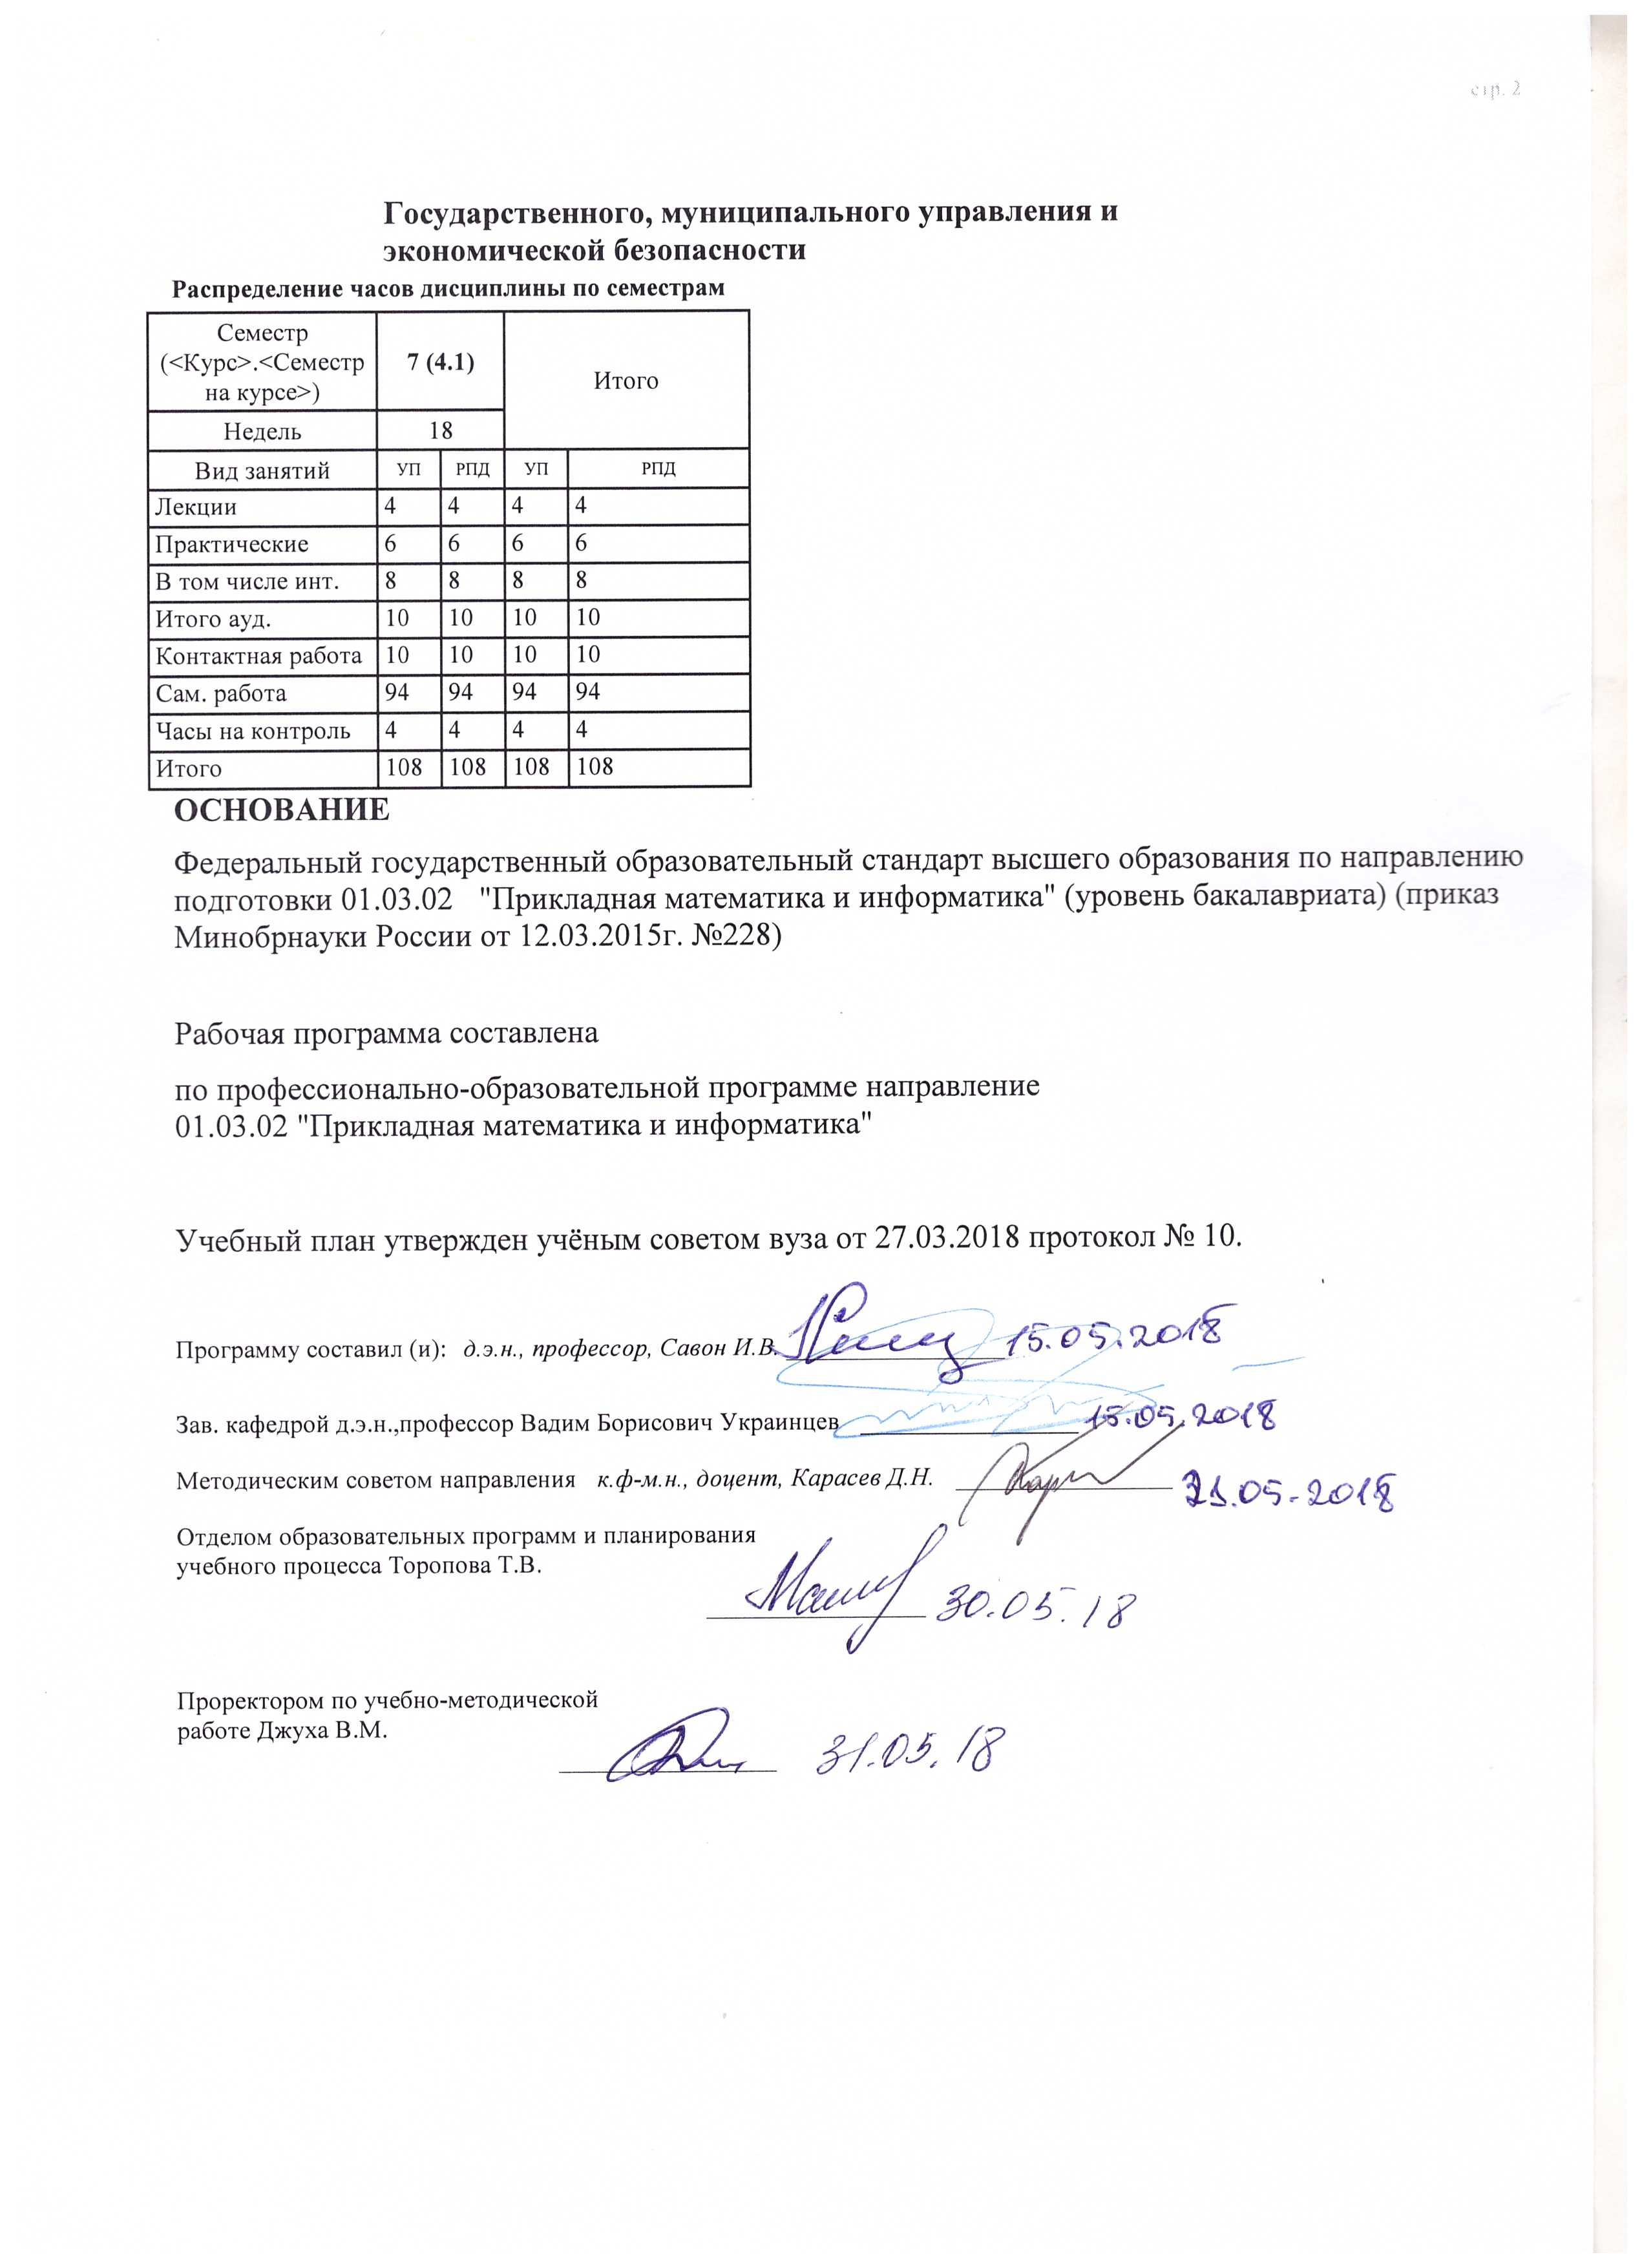 стр. 2
Государственного, муниципального управления и
экономической безопасности
Распределение часов дисциплины по семестрам
Семестр
(<Курс>.<Семестр
на курсе>)
7 (4.1)
Итого
Недель 18
Вид занятий УП РПД УП РПД
Лекции 4 4 4 4
Практические 6 6 6 6
В том числе инт. 8 8 8 8
Итого ауд. 10 10 10 10
Контактная работа 10 10 10 10
Сам. работа 94 94 94 94
Часы на контроль 4 4 4 4
Итого 108 108 108 108
ОСНОВАНИЕ
Федеральный государственный образовательный стандарт высшего образования по направлению
подготовки 01.03.02 "Прикладная математика и информатика" (уровень бакалавриата) (приказ
Минобрнауки России от 12.03.2015г. №228)
Рабочая программа составлена
по профессионально-образовательной программе направление
01.03.02 "Прикладная математика и информатика"
Учебный план утвержден учёным советом вуза от 27.03.2018 протокол № 10.
Программу составил (и): д.э.н., профессор, Савон И.В. 15.05.2018
Зав. кафедрой д.э.н.,профессор Вадим Борисович Украинцев 15.05.2018
Методическим советом направления к.ф-м.н., доцент, Карасев Д.Н. 21.05.2018
Отделом образовательных программ и планирования
учебного процесса Торопова Т.В.
30.05.18
Проректором по учебно-методической
работе Джуха В.М.
31.05.18